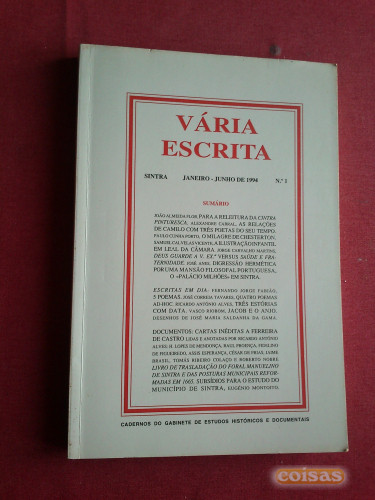 VÁRIA
ESCRITA
SINTRA JANEIRO - JUNHO DE 1994 N.º 1
SUMÁRIO
JOÃO ALMEIDA FLOR, PARA A RELEITURA DA CINTRA
PINTURESCA, ALEXANDRE CABRAL, AS RELAÇÕES
DE CAMILO COM TRÊS POETAS DO SEU TEMPO,
PAULO CUNHA PORTO, O MILAGRE DE CHESTERTON,
SAMUEL CALVELAS VICENTE, A ILUSTRAÇÃO INFANTIL
EM LEAL DA CÂMARA, JORGE CARVALHO MARTINS,
DEUS GUARDE A V. EX.ª VERSUS SAÚDE E FRA-
TERNIDADE, JOSÉ ANES, DIGRESSÃO HERMÉTICA
POR UMA MANSÃO FILOSOFAL PORTUGUESA,
O «PALÁCIO MILHÕES» EM SINTRA.
ESCRITAS EM DIA: FERNANDO JORGE FABIÃO,
5 POEMAS. JOSÉ CORREIA TAVARES, QUATRO POEMAS
AD-HOC. RICARDO ANTÓNIO ALVES, TRÊS ESTÓRIAS
COM DATA. VASCO RIOBOM, JACOB E O ANJO.
DESENHOS DE JOSÉ MARIA SALDANHA DA GAMA.
DOCUMENTOS: CARTAS INÉDITAS A FERREIRA
DE CASTRO LIDAS E ANOTADAS POR RICARDO ANTÓNIO
ALVES: H. LOPES DE MENDONÇA, RAUL PROENÇA, FIDELINO
DE FIGUEIREDO, ASSIS ESPERANÇA, CÉSAR DE FRIAS, JAIME
BRASIL, TOMÁS RIBEIRO COLAÇO E ROBERTO NOBRE
LIVRO DE TRASLADAÇÃO DO FORAL MANUELINO
DE SINTRA E DAS POSTURAS MUNICIPAIS REFOR-
MADAS EM 1665. SUBSÍDIOS PARA O ESTUDO DO
MUNICÍPIO DE SINTRA, EUGÉNIO MONTOITO.
CADERNOS DO GABINETE DE ESTUDOS HISTÓRICOS E DOCUMENTAIS
coisas